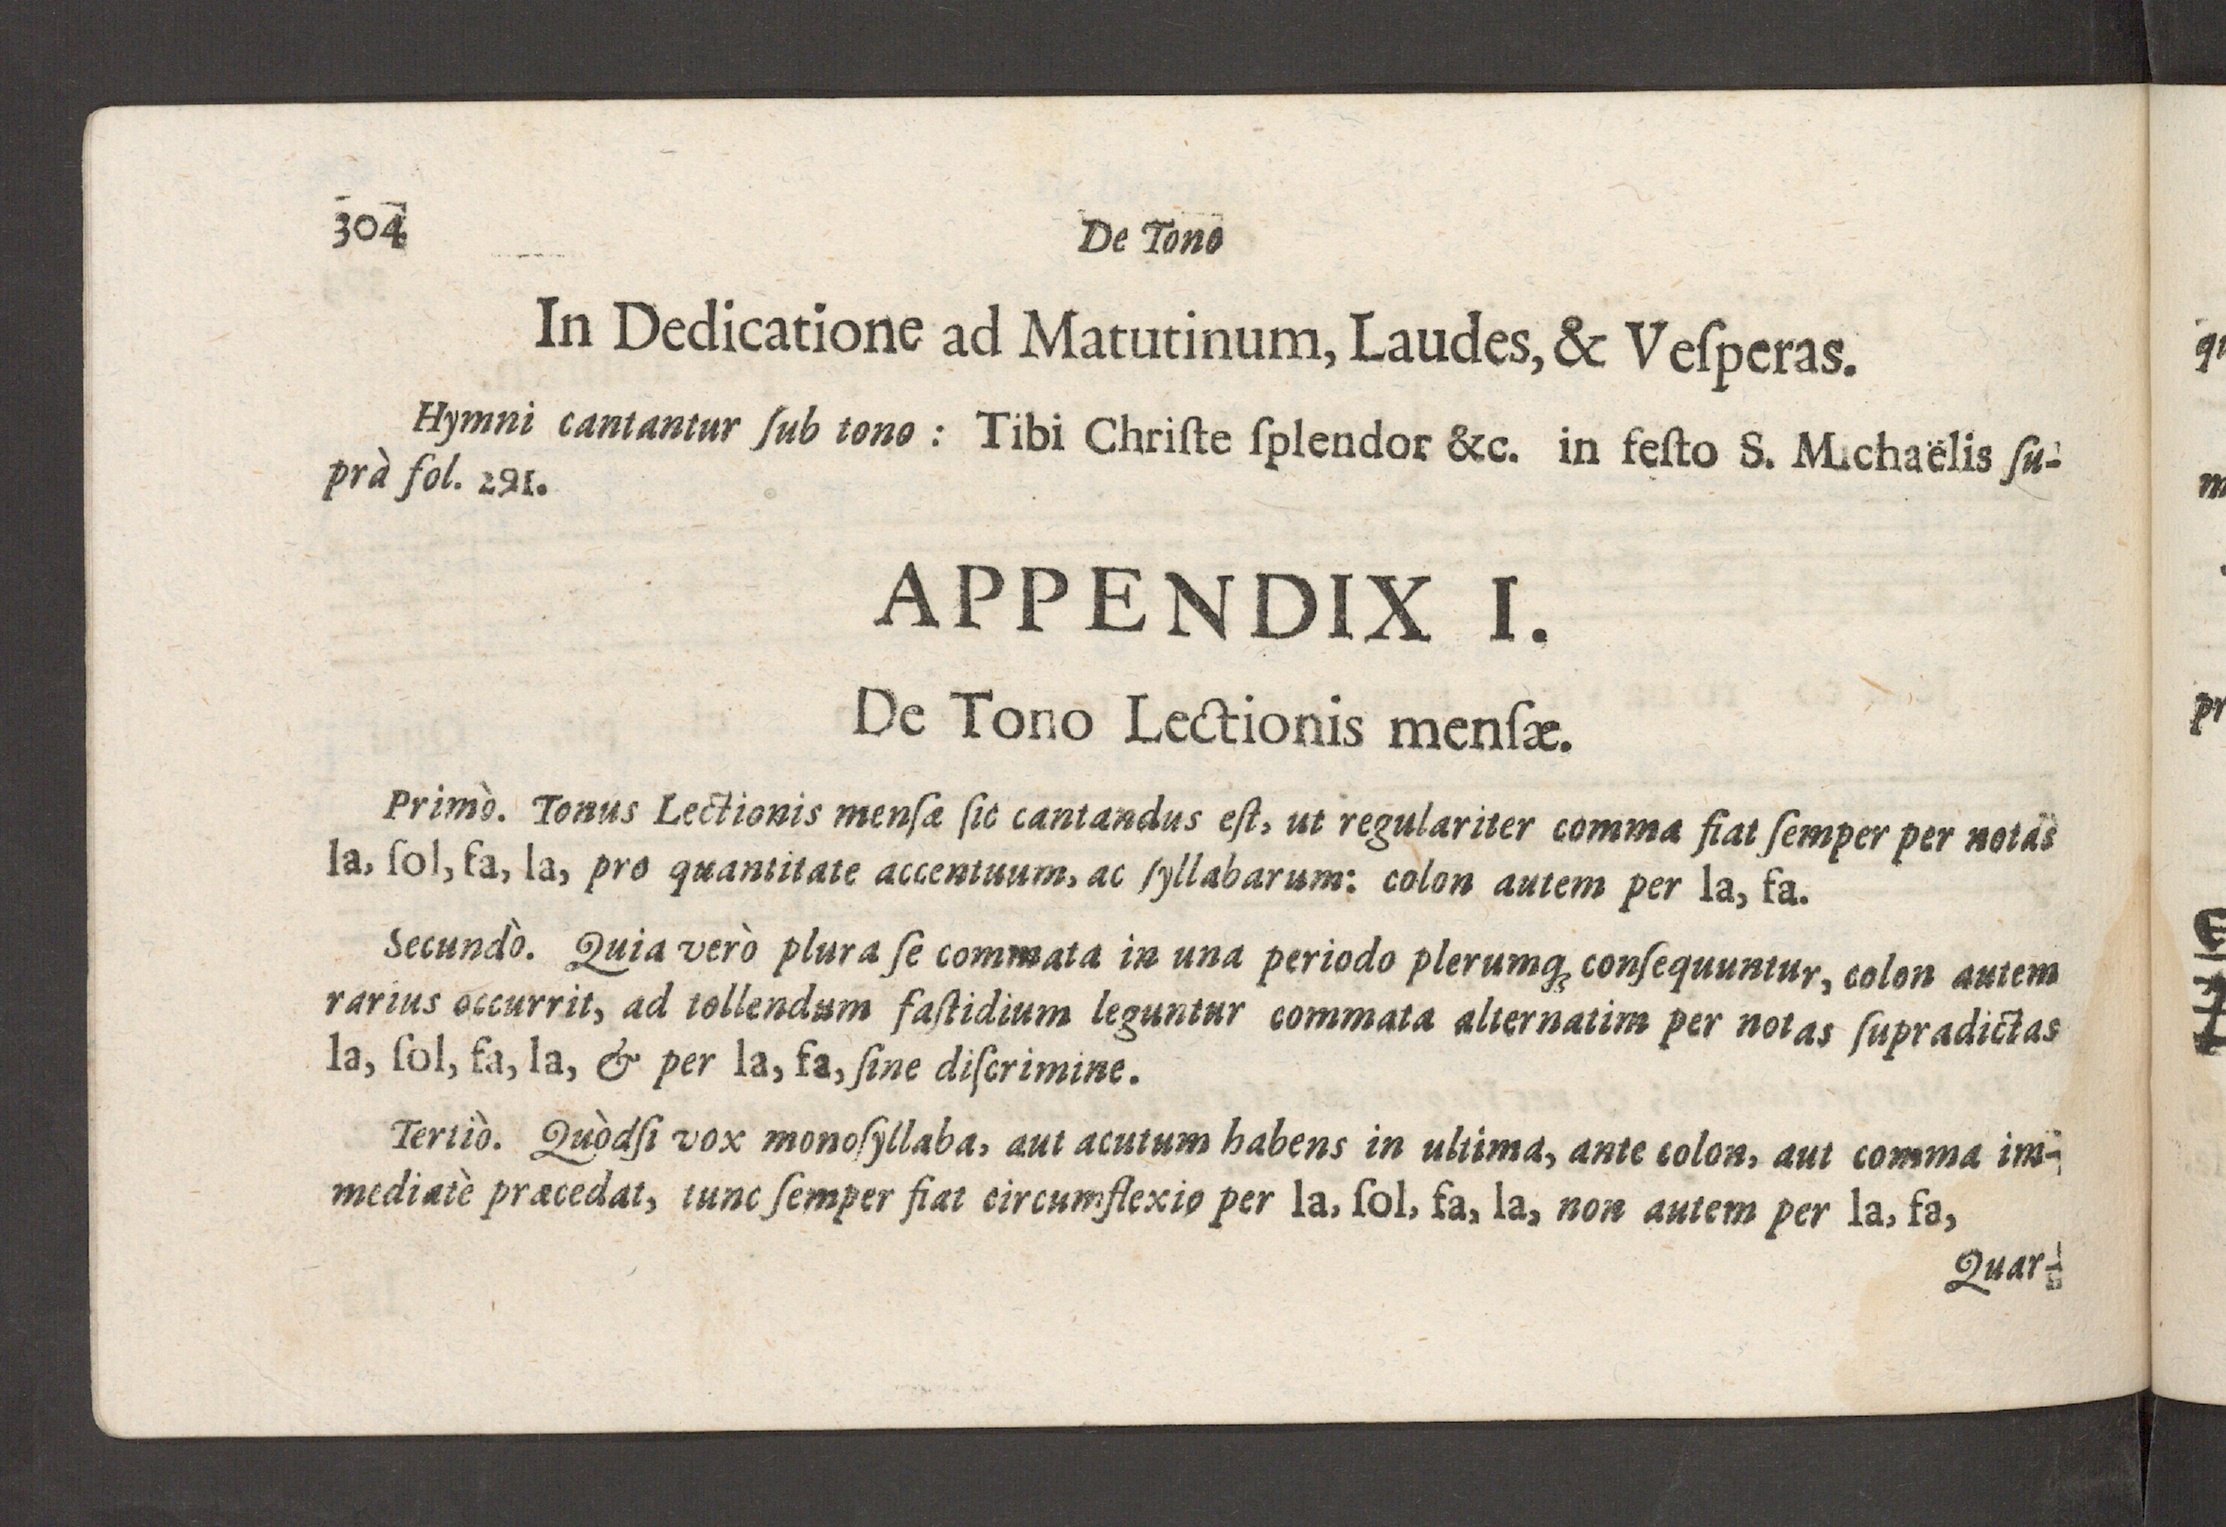 304
De Tono
In Dedicatione ad Matutinum, Laudes, & Veſperas.
Hymni cantantur ſub tono : Tibi Chriſte ſplendor &c. in feſto S. Michaëlis ſu-
prà fol. 291.
APPENDIX I.
De Tono Lectionis menſæ.
Primò. Tonus Lectionis menſæ ſic cantandus eſt, ut regulariter comma fiat ſemper per notas
la, ſol, fa, la, pro quantitate accentuum, ac ſyllabarum: colon autem per la, fa.
Secundò. Quia verò plura ſe commata in una periodo plerumq́; conſequuntur, colon autem
rarius occurrit, ad tollendum faſtidium leguntur commata alternatim per notas ſupradictas
la, ſol, fa, la, & per la, fa, ſine diſcrimine.
Tertiò. Quòdſi vox monoſyllaba, aut acutum habens in ultima, ante colon, aut comma im-
mediatè præcedat, tunc ſemper fiat circumflexio per la, ſol, fa, la, non autem per la, fa,
Quar-